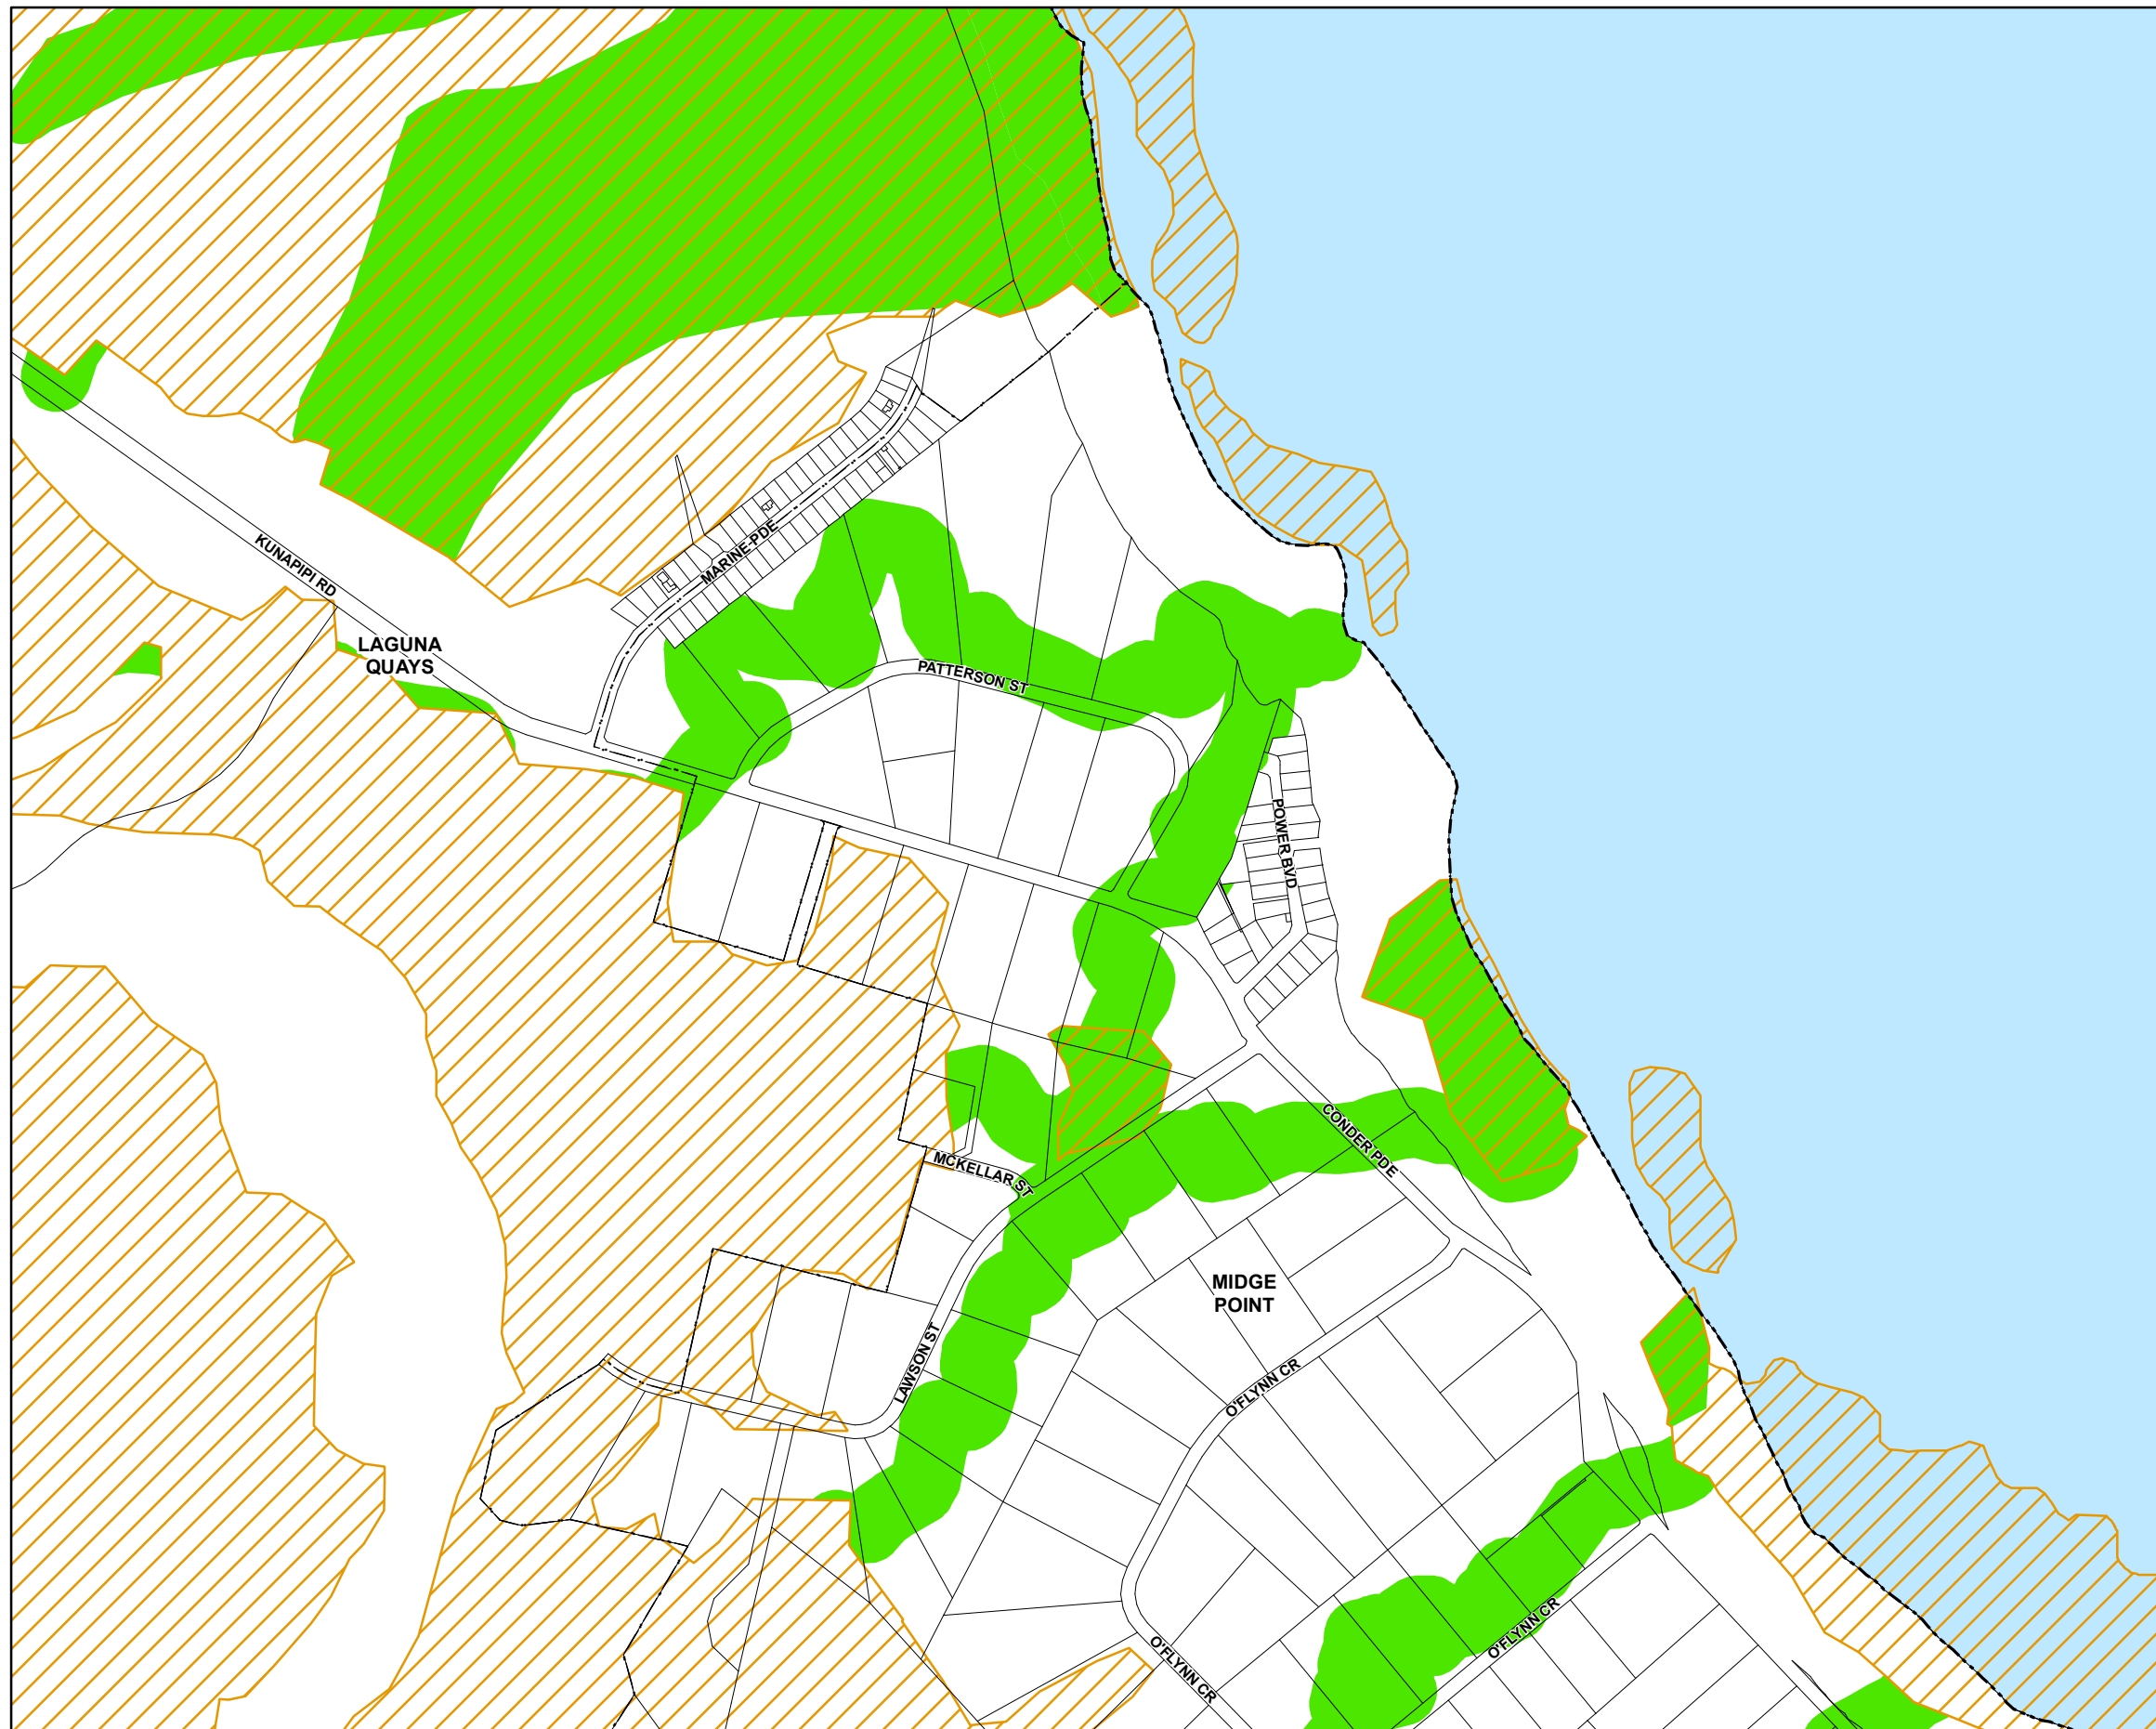 KUNAPIPI RD
MARINE PDE
LAGUNA
QUAYS
PATTERSON ST
POWER BVD
CONDER PDE
MCKELLAR ST
MIDGE
POINT
LAWSON ST
O'FLYNN CR
O'FLYNN CR
O'FLYNN CR